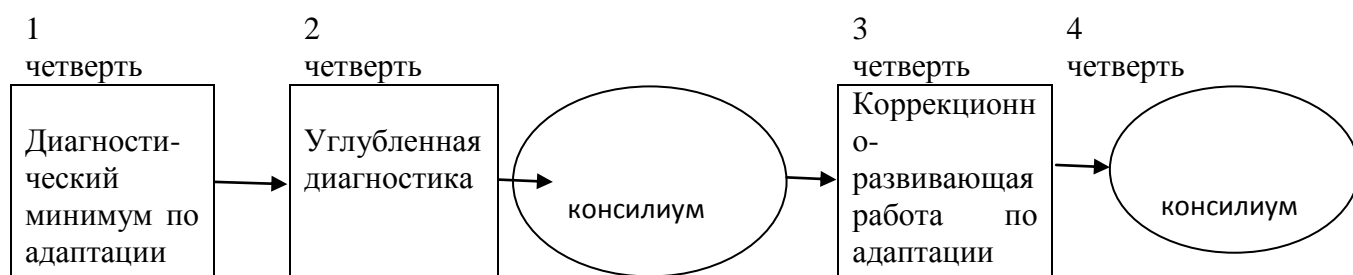 1
четверть
2
четверть
3
четверть
4
четверть
Диагности-
ческий
минимум по
адаптации
Углубленная
диагностика
консилиум
Коррекционн
о-
развивающая
работа по
адаптации
консилиум